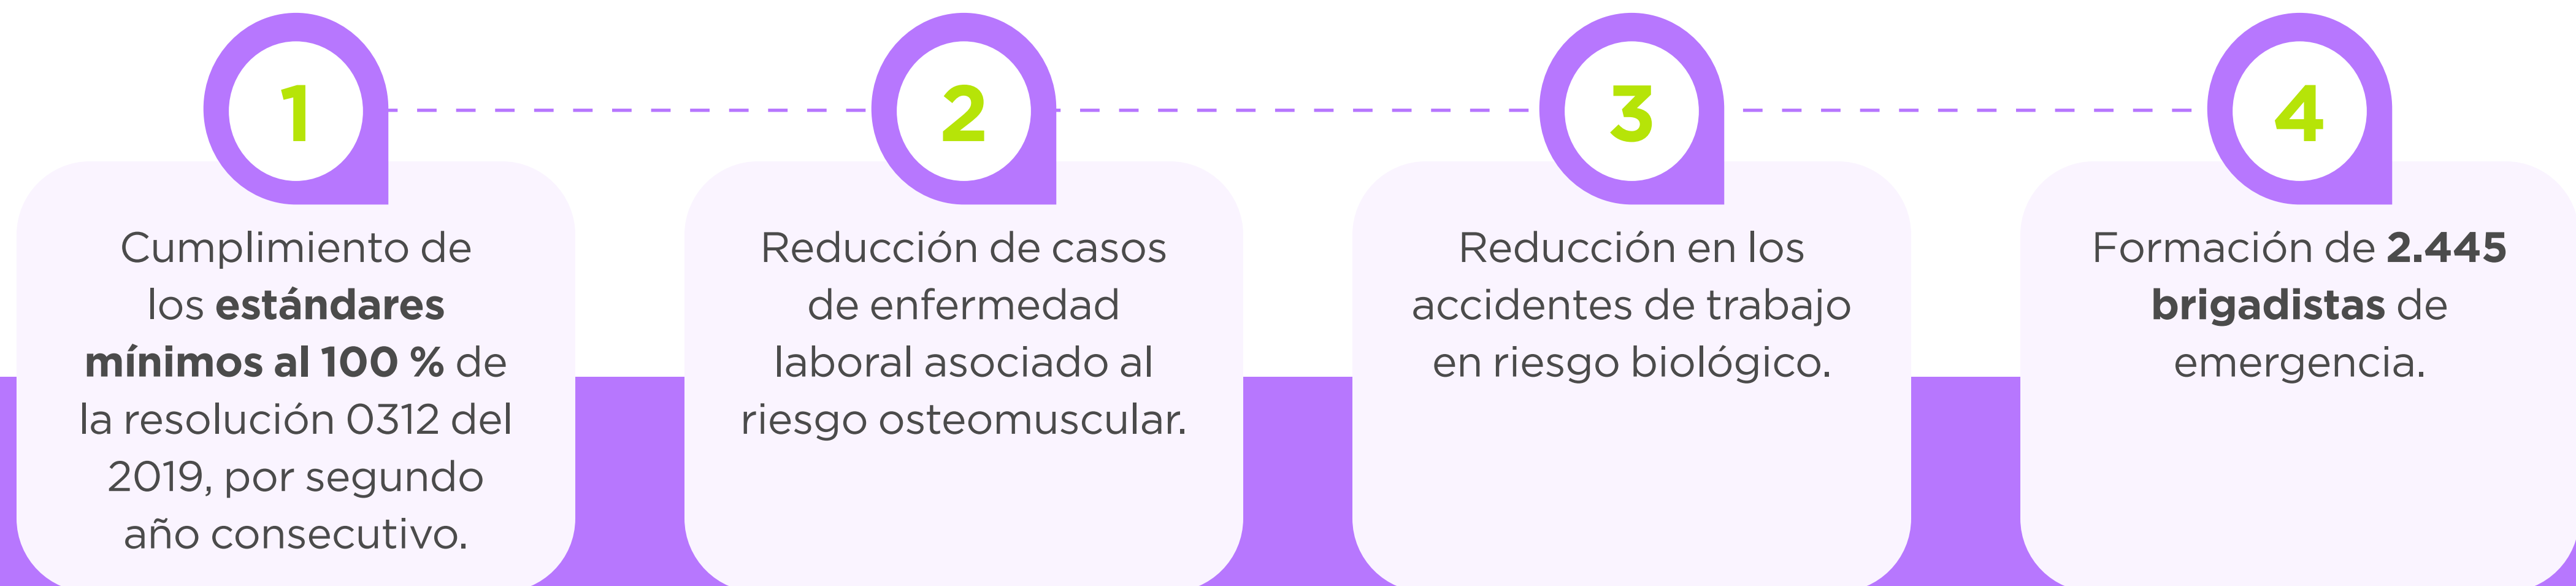 1
Cumplimiento de
los estándares
mínimos al 100 % de
la resolución 0312 del
2019, por segundo
año consecutivo.
2
Reducción de casos
de enfermedad
laboral asociado al
riesgo osteomuscular.
3
Reducción en los
accidentes de trabajo
en riesgo biológico.
4
Formación de 2.445
brigadistas de
emergencia.